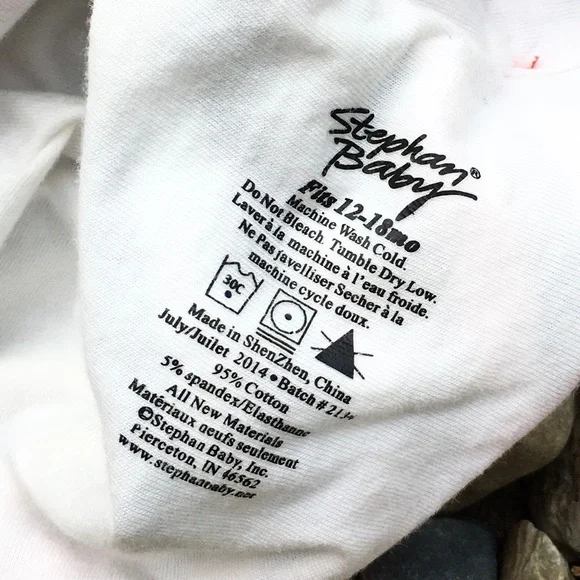 Stephan
Baby®
Fits 12-18mo
Machine Wash Cold.
Do Not Bleach. Tumble Dry Low.
Laver à la machine à l'eau froide.
Ne Pas javelliser Secher à la
machine cycle doux.
30C
Made in ShenZhen, China
July/Juilet 2014 • Batch #
95% Cotton
5% spandex/Elasthanne
All New Materials
Matériaux neufs seulement
©Stephan Baby, Inc.
Pierceton, IN 46562
www.stephanbaby.net